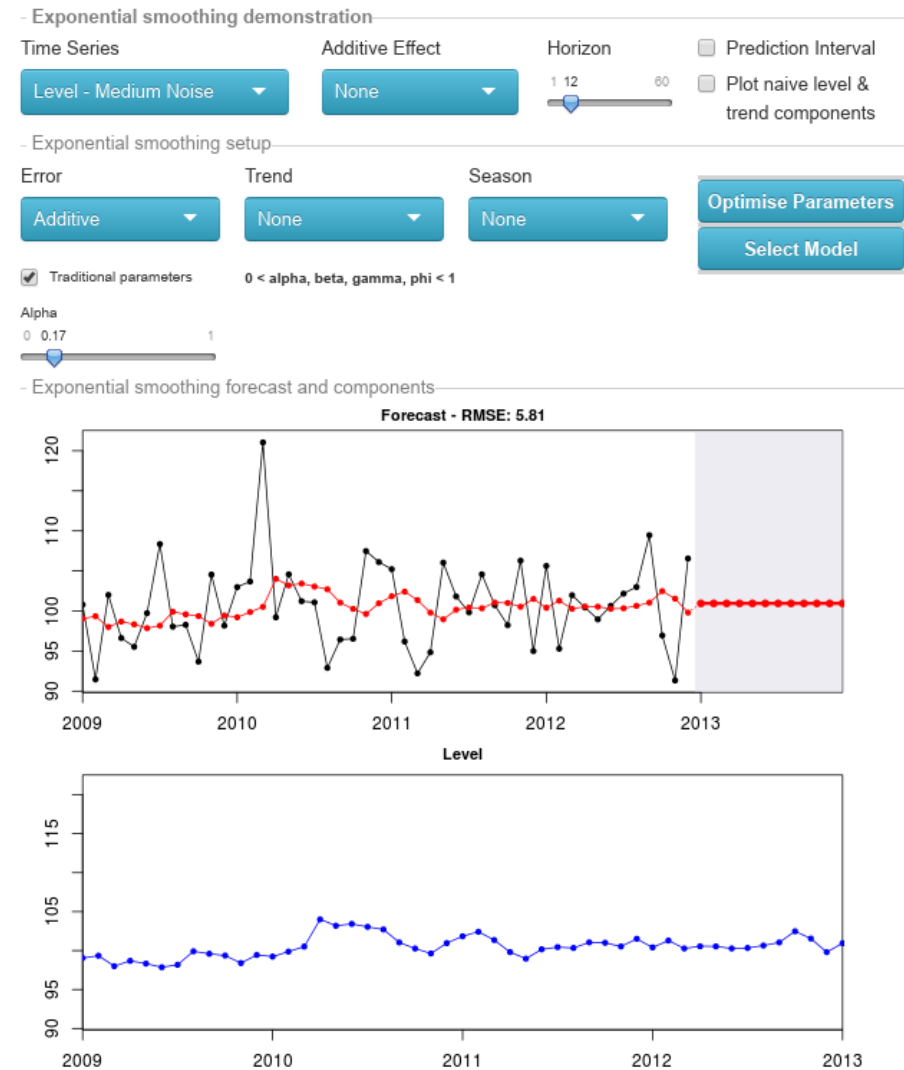 Exponential smoothing demonstration
Time Series Additive Effect Horizon Prediction Interval
Level - Medium Noise None 1 12 60 Plot naive level &
trend components
Exponential smoothing setup
Error Trend Season
Additive None None Optimise Parameters
Select Model
Traditional parameters 0 < alpha, beta, gamma, phi < 1
Alpha
0 0.17 1
Exponential smoothing forecast and components
Forecast - RMSE: 5.81
120
110
100
95
90
2009 2010 2011 2012 2013
Level
115
105
95
90
2009 2010 2011 2012 2013